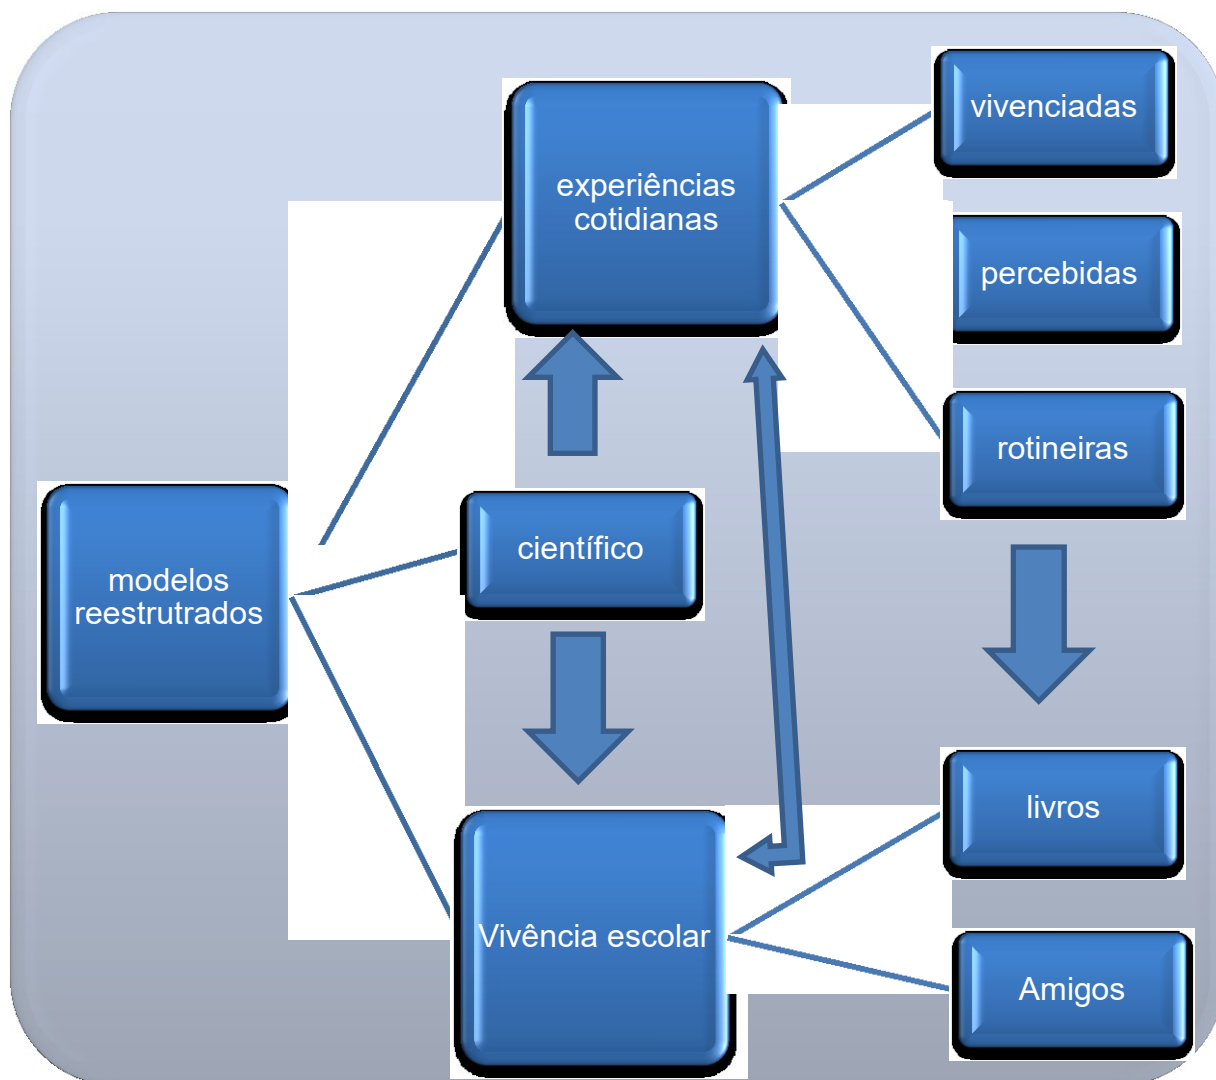 vivenciadas
experiências
cotidianas
percebidas
rotineiras
científico
modelos
reestrutrados
livros
Vivência escolar
Amigos